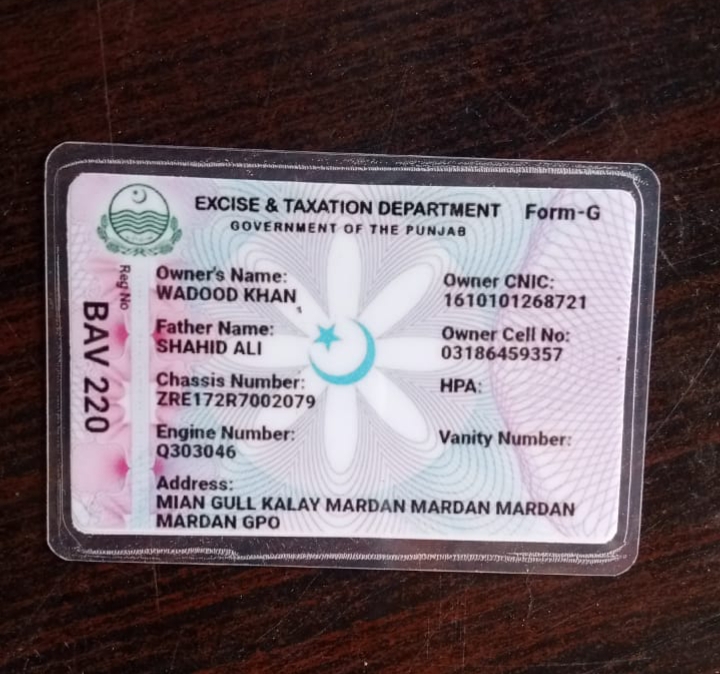 EXCISE & TAXATION DEPARTMENT Form-G
GOVERNMENT OF THE PUNJAB
Reg No
BAV 220
Owner's Name:
WADOOD KHAN
Father Name:
SHAHID ALI
Chassis Number:
ZRE172R7002079
Engine Number:
Q303046
Address:
MIAN GULL KALAY MARDAN MARDAN MARDAN
MARDAN GPO
Owner CNIC:
1610101268721
Owner Cell No:
03186459357
HPA:
Vanity Number: